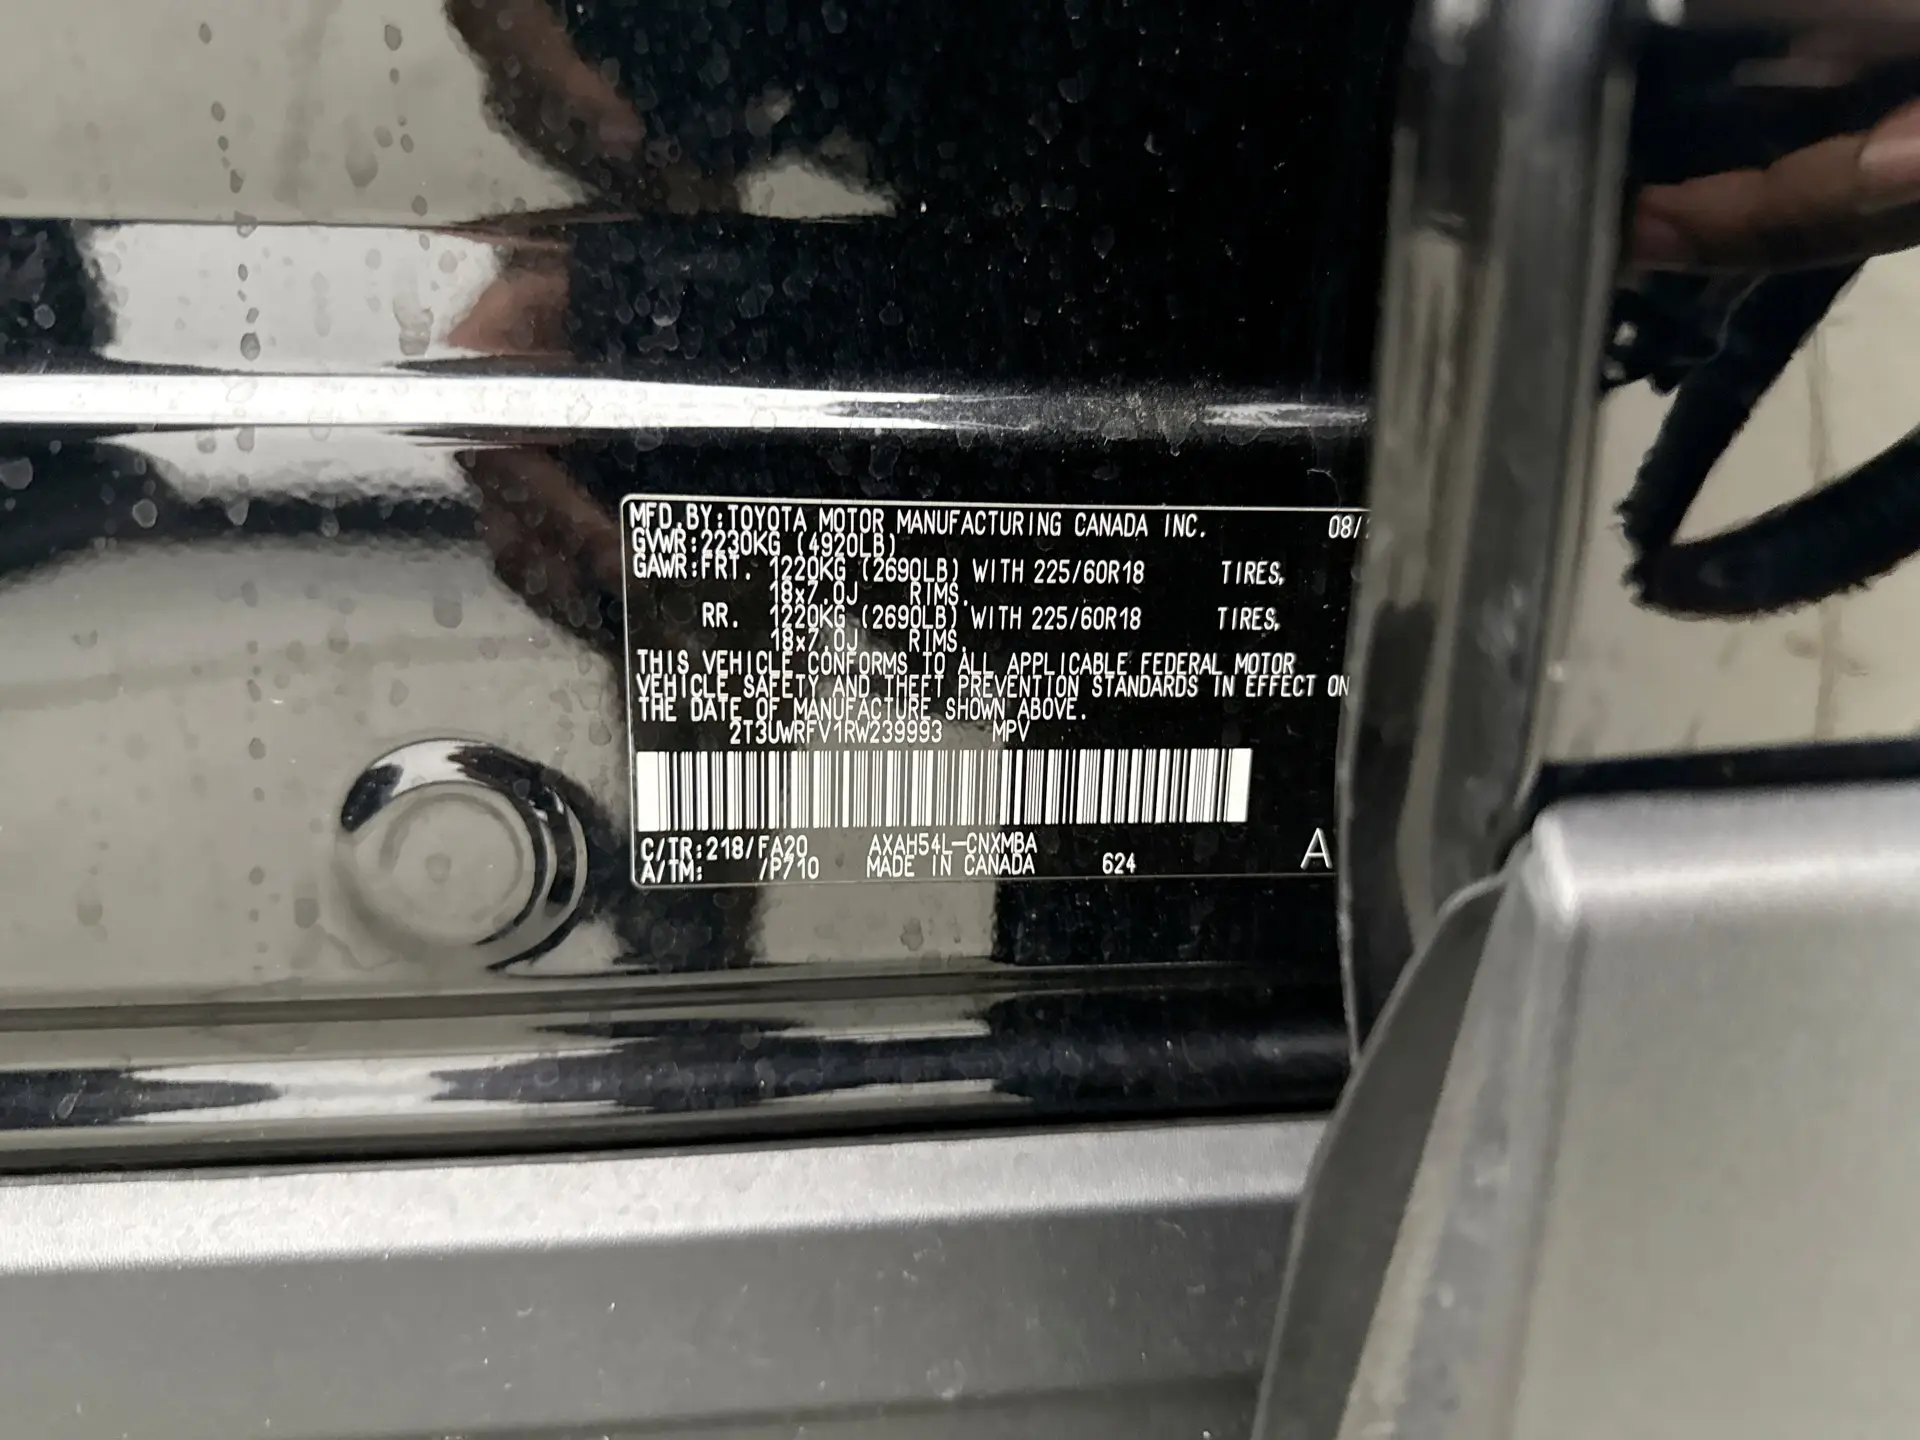 MFD.BY:TOYOTA MOTOR MANUFACTURING CANADA INC. 08/
GVWR:2230KG (4920LB)
GAWR:FRT. 1220KG (2690LB) WITH 225/60R18 TIRES,
18x7.0J RIMS.
RR. 1220KG (2690LB) WITH 225/60R18 TIRES,
18x7.0J RIMS.
THIS VEHICLE CONFORMS TO ALL APPLICABLE FEDERAL MOTOR
VEHICLE SAFETY AND THEFT PREVENTION STANDARDS IN EFFECT ON
THE DATE OF MANUFACTURE SHOWN ABOVE.
2T3UWRFV1RW239993 MPV
C/TR:218/FA20 AXAH54L-CNXMBA
A/TM: /P710 MADE IN CANADA 624 A